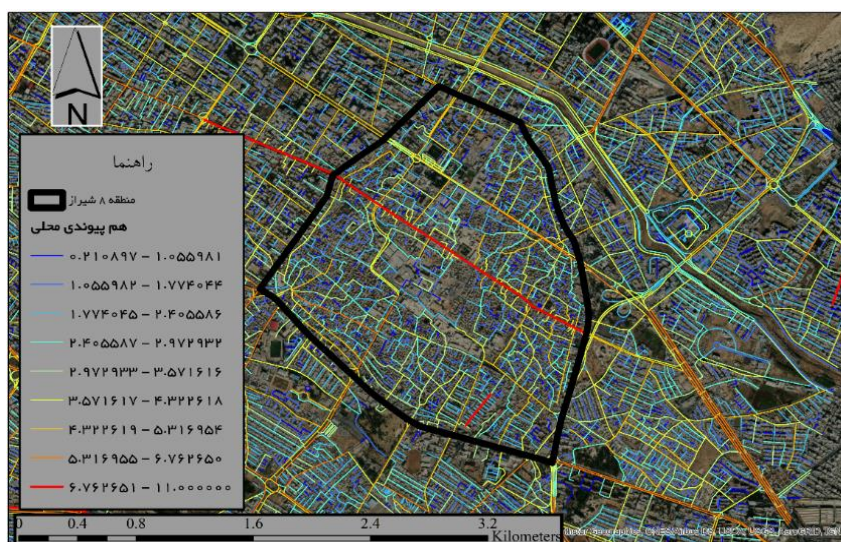 N
راهنما
منطقه ۸ شیراز
هم پیوندی محلی
۰.۲۱۰۸۹۷ – ۱.۰۵۵۹۸۱
۱.۰۵۵۹۸۲ – ۱.۷۷۴۰۴۴
۱.۷۷۴۰۴۵ – ۲.۴۰۵۵۸۶
۲.۴۰۵۵۸۷ – ۲.۹۷۲۹۳۲
۲.۹۷۲۹۳۳ – ۳.۵۷۱۶۱۶
۳.۵۷۱۶۱۷ – ۴.۳۲۲۶۱۸
۴.۳۲۲۶۱۹ – ۵.۳۱۶۹۵۴
۵.۳۱۶۹۵۵ – ۶.۷۶۲۶۵۰
۶.۷۶۲۶۵۱ – ۱۱.۰۰۰۰۰۰
0 0.4 0.8 1.6 2.4 3.2
Kilometers